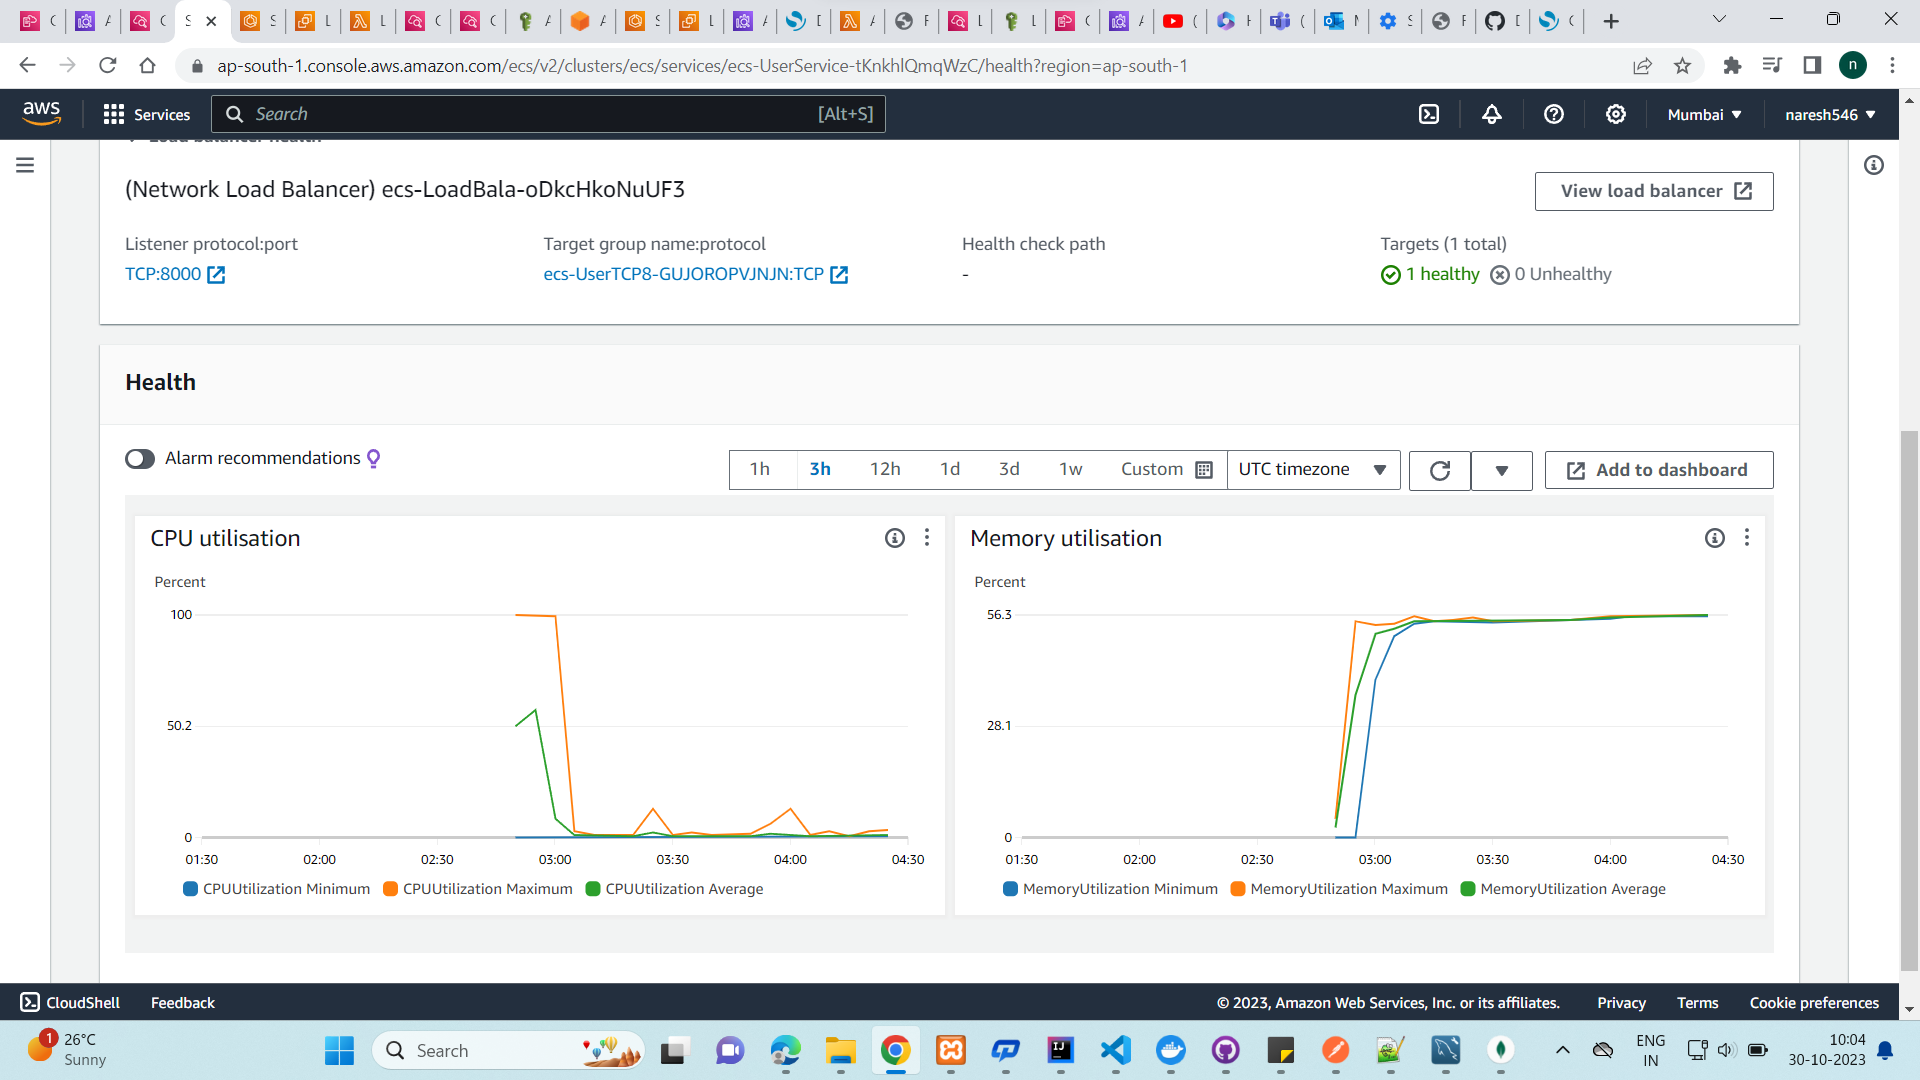 ap-south-1.console.aws.amazon.com/ecs/v2/clusters/ecs/services/ecs-UserService-tKnkhlQmqWzC/health?region=ap-south-1
n
aws
Services
Search
[Alt+S]
Mumbai ▼
naresh546 ▼
Load balancer health
(Network Load Balancer) ecs-LoadBala-oDkcHkoNuUF3
View load balancer
Listener protocol:port
Target group name:protocol
Health check path
Targets (1 total)
TCP:8000
ecs-UserTCP8-GUJOROPVJNJN:TCP
-
1 healthy
0 Unhealthy
Health
Alarm recommendations
1h
3h
12h
1d
3d
1w
Custom
UTC timezone
Add to dashboard
CPU utilisation
Percent
100
50.2
0
01:30
02:00
02:30
03:00
03:30
04:00
04:30
CPUUtilization Minimum
CPUUtilization Maximum
CPUUtilization Average
Memory utilisation
Percent
56.3
28.1
0
01:30
02:00
02:30
03:00
03:30
04:00
04:30
MemoryUtilization Minimum
MemoryUtilization Maximum
MemoryUtilization Average
CloudShell
Feedback
© 2023, Amazon Web Services, Inc. or its affiliates.
Privacy
Terms
Cookie preferences
1
26°C
Sunny
Search
ENG
IN
10:04
30-10-2023